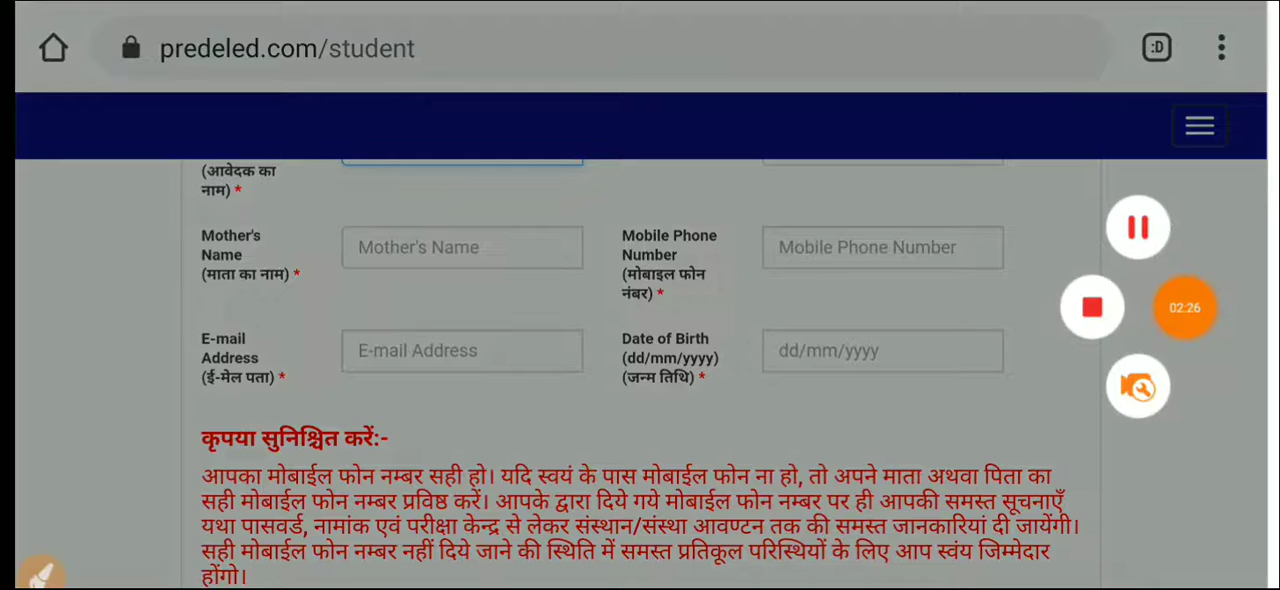 predeled.com/student
:D
(आवेदक का
नाम) *
Mother's
Name
(माता का नाम) *
Mother's Name
Mobile Phone
Number
(मोबाइल फोन
नंबर) *
Mobile Phone Number
02:26
E-mail
Address
(ई-मेल पता) *
E-mail Address
Date of Birth
(dd/mm/yyyy)
(जन्म तिथि) *
dd/mm/yyyy
कृपया सुनिश्चित करें:-
आपका मोबाईल फोन नम्बर सही हो। यदि स्वयं के पास मोबाईल फोन ना हो, तो अपने माता अथवा पिता का
सही मोबाईल फोन नम्बर प्रविष्ठ करें। आपके द्वारा दिये गये मोबाईल फोन नम्बर पर ही आपकी समस्त सूचनाएँ
यथा पासवर्ड, नामांक एवं परीक्षा केन्द्र से लेकर संस्थान/संस्था आवण्टन तक की समस्त जानकारियां दी जायेंगी।
सही मोबाईल फोन नम्बर नहीं दिये जाने की स्थिति में समस्त प्रतिकूल परिस्थियों के लिए आप स्वंय जिम्मेदार
होंगो।